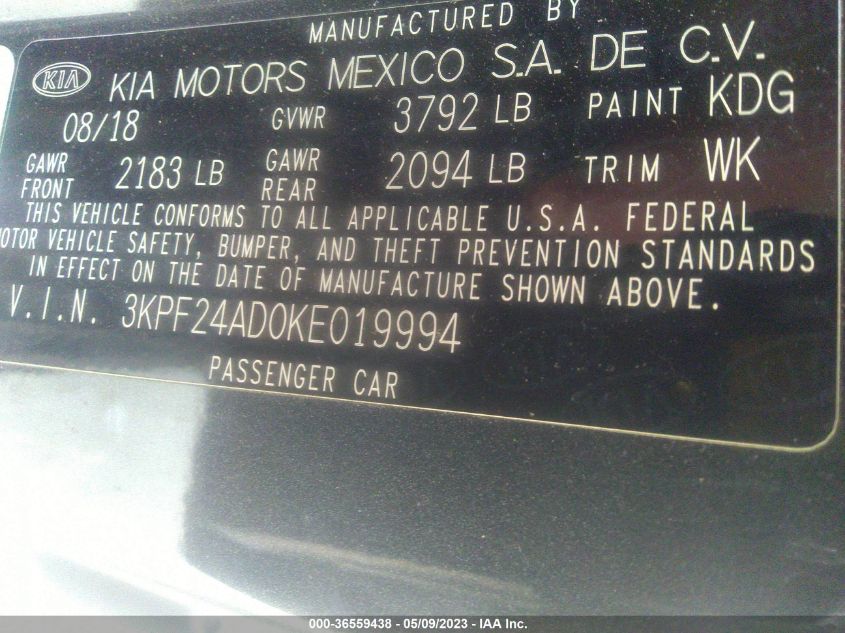 MANUFACTURED BY
KIA KIA MOTORS MEXICO S.A. DE C.V.
08/18 GVWR 3792 LB PAINT KDG
GAWR FRONT 2183 LB GAWR REAR 2094 LB TRIM WK
THIS VEHICLE CONFORMS TO ALL APPLICABLE U.S.A. FEDERAL
MOTOR VEHICLE SAFETY, BUMPER, AND THEFT PREVENTION STANDARDS
IN EFFECT ON THE DATE OF MANUFACTURE SHOWN ABOVE.
V.I.N. 3KPF24AD0KE019994
PASSENGER CAR
000-36559438 - 05/09/2023 - IAA Inc.